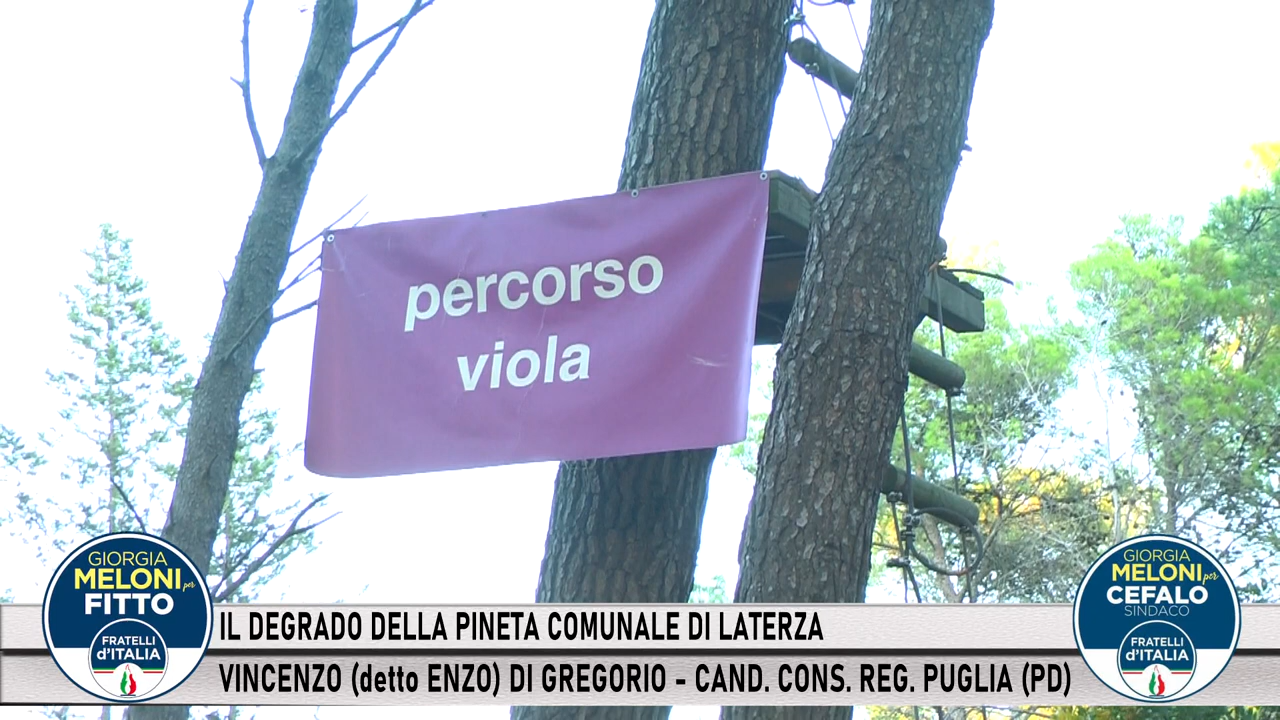 percorso
viola
GIORGIA
MELONI per
FITTO
FRATELLI
d'ITALIA
IL DEGRADO DELLA PINETA COMUNALE DI LATERZA
VINCENZO (detto ENZO) DI GREGORIO – CAND. CONS. REG. PUGLIA (PD)
GIORGIA
MELONI per
CEFALO
SINDACO
FRATELLI
d'ITALIA